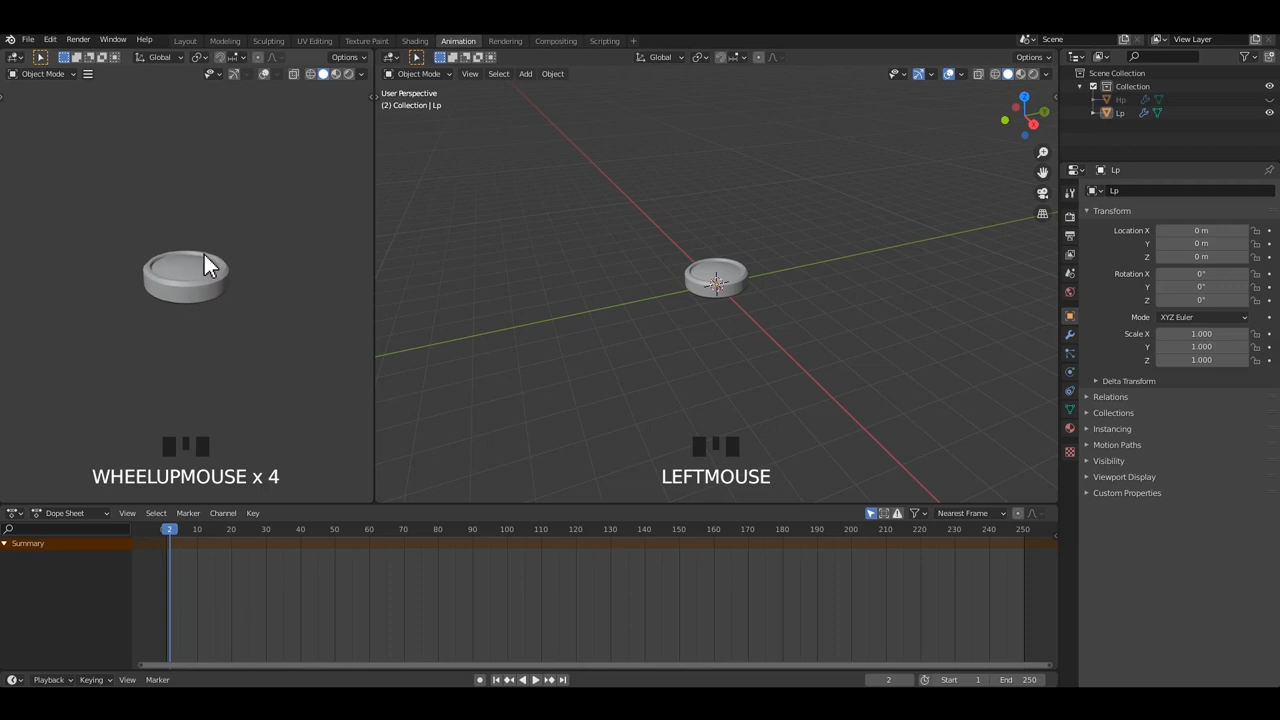 File Edit Render Window Help Layout Modeling Sculpting UV Editing Texture Paint Shading Animation Rendering Compositing Scripting + Scene View Layer
Global Options Global Options
Object Mode Object Mode View Select Add Object
Scene Collection
Collection
Hp
Lp
User Perspective
(2) Collection | Lp
Z
X
Lp
Lp
Transform
Location X 0 m
Y 0 m
Z 0 m
Rotation X 0°
Y 0°
Z 0°
Mode XYZ Euler
Scale X 1.000
Y 1.000
Z 1.000
Delta Transform
Relations
Collections
Instancing
Motion Paths
Visibility
Viewport Display
Custom Properties
WHEELUPMOUSE x 4
LEFTMOUSE
Dope Sheet View Select Marker Channel Key Nearest Frame
2 10 20 30 40 50 60 70 80 90 100 110 120 130 140 150 160 170 180 190 200 210 220 230 240 250
Summary
Playback Keying View Marker 2 Start 1 End 250